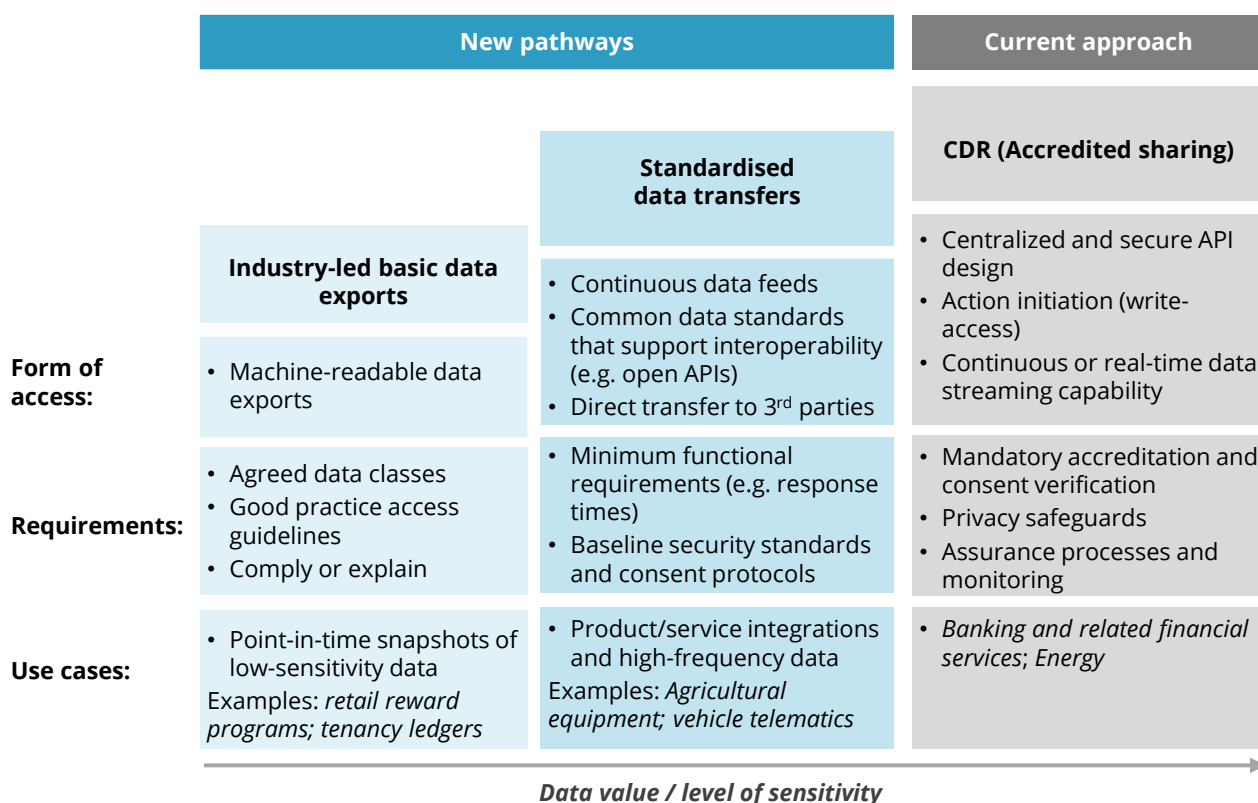 New pathways
Current approach
CDR (Accredited sharing)
Standardised
data transfers
Industry-led basic data
exports
Form of
access:
• Machine-readable data
exports
• Continuous data feeds
• Common data standards
that support interoperability
(e.g. open APIs)
• Direct transfer to 3rd parties
• Centralized and secure API
design
• Action initiation (write-
access)
• Continuous or real-time data
streaming capability
Requirements:
• Agreed data classes
• Good practice access
guidelines
• Comply or explain
• Minimum functional
requirements (e.g. response
times)
• Baseline security standards
and consent protocols
• Mandatory accreditation and
consent verification
• Privacy safeguards
• Assurance processes and
monitoring
Use cases:
• Point-in-time snapshots of
low-sensitivity data
Examples: retail reward
programs; tenancy ledgers
• Product/service integrations
and high-frequency data
Examples: Agricultural
equipment; vehicle telematics
• Banking and related financial
services; Energy
Data value / level of sensitivity